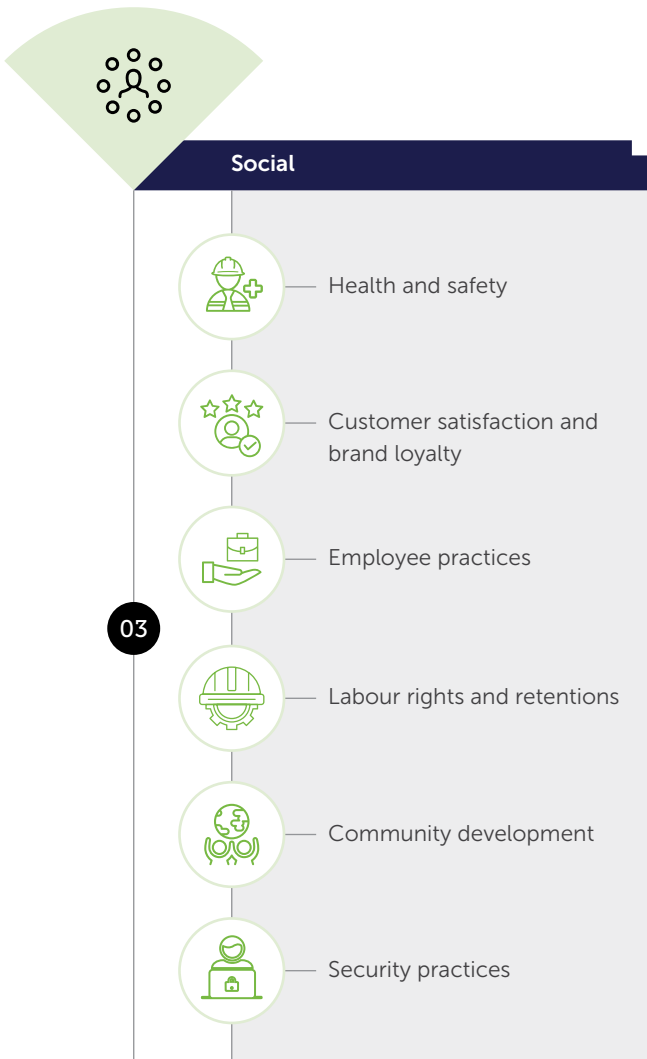 Social
Health and safety
Customer satisfaction and
brand loyalty
Employee practices
03
Labour rights and retentions
Community development
Security practices